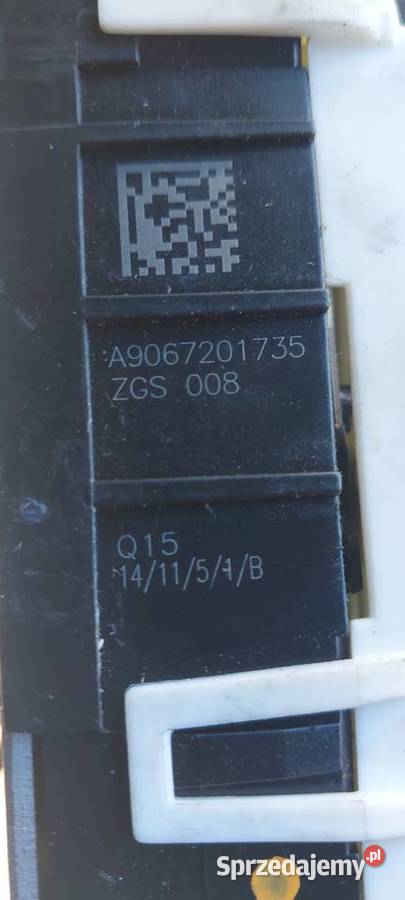 A9067201735
ZGS 008
Q15
14/11/5/1/B
Sprzedajemy.pl